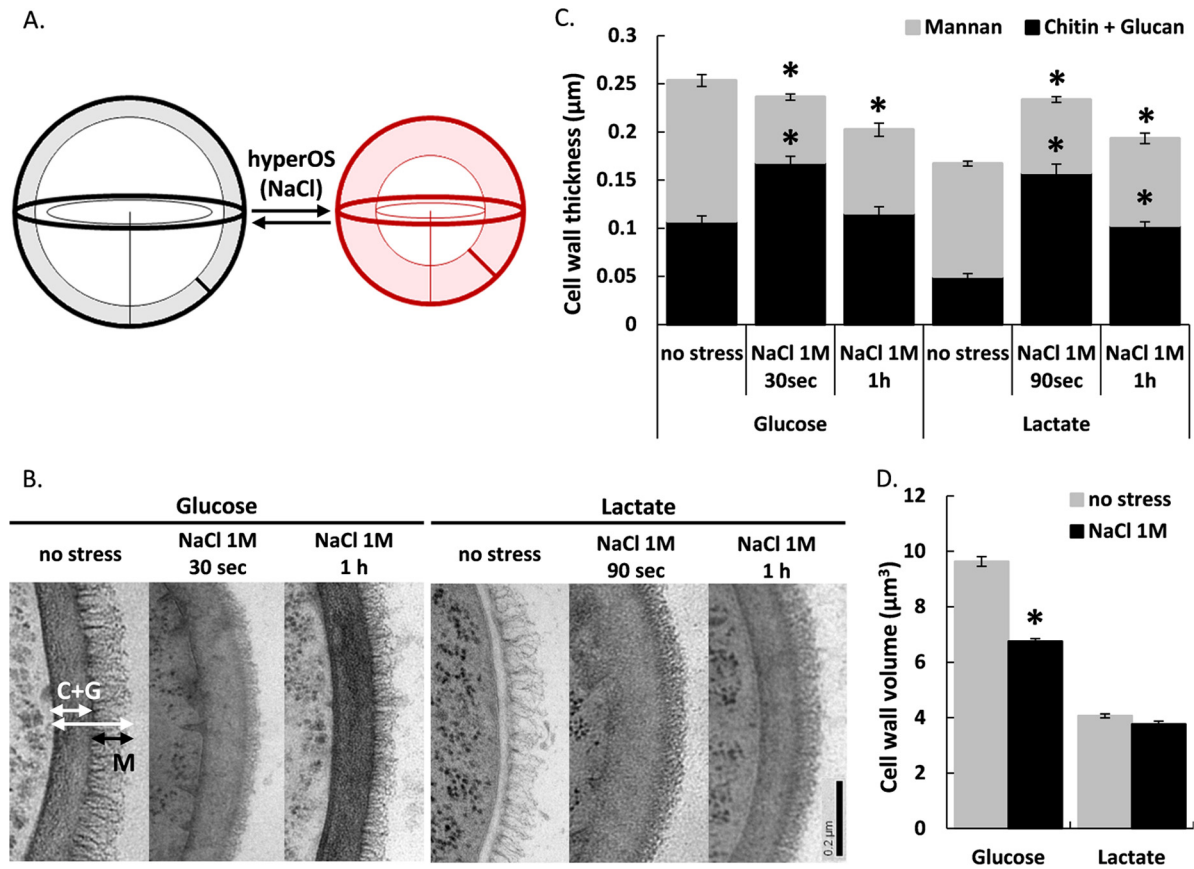 A.
hyperOS
(NaCl)
C.
Mannan
Chitin + Glucan
Cell wall thickness (µm)
0.3
0.25
0.2
0.15
0.1
0.05
0
*
*
*
*
*
*
*
no stress
NaCl 1M
30sec
NaCl 1M
1h
no stress
NaCl 1M
90sec
NaCl 1M
1h
Glucose
Lactate
B.
Glucose
Lactate
no stress
NaCl 1M
30 sec
NaCl 1M
1 h
no stress
NaCl 1M
90 sec
NaCl 1M
1 h
C+G
M
0.2 µm
D.
no stress
NaCl 1M
Cell wall volume (µm³)
12
10
8
6
4
2
0
*
Glucose
Lactate